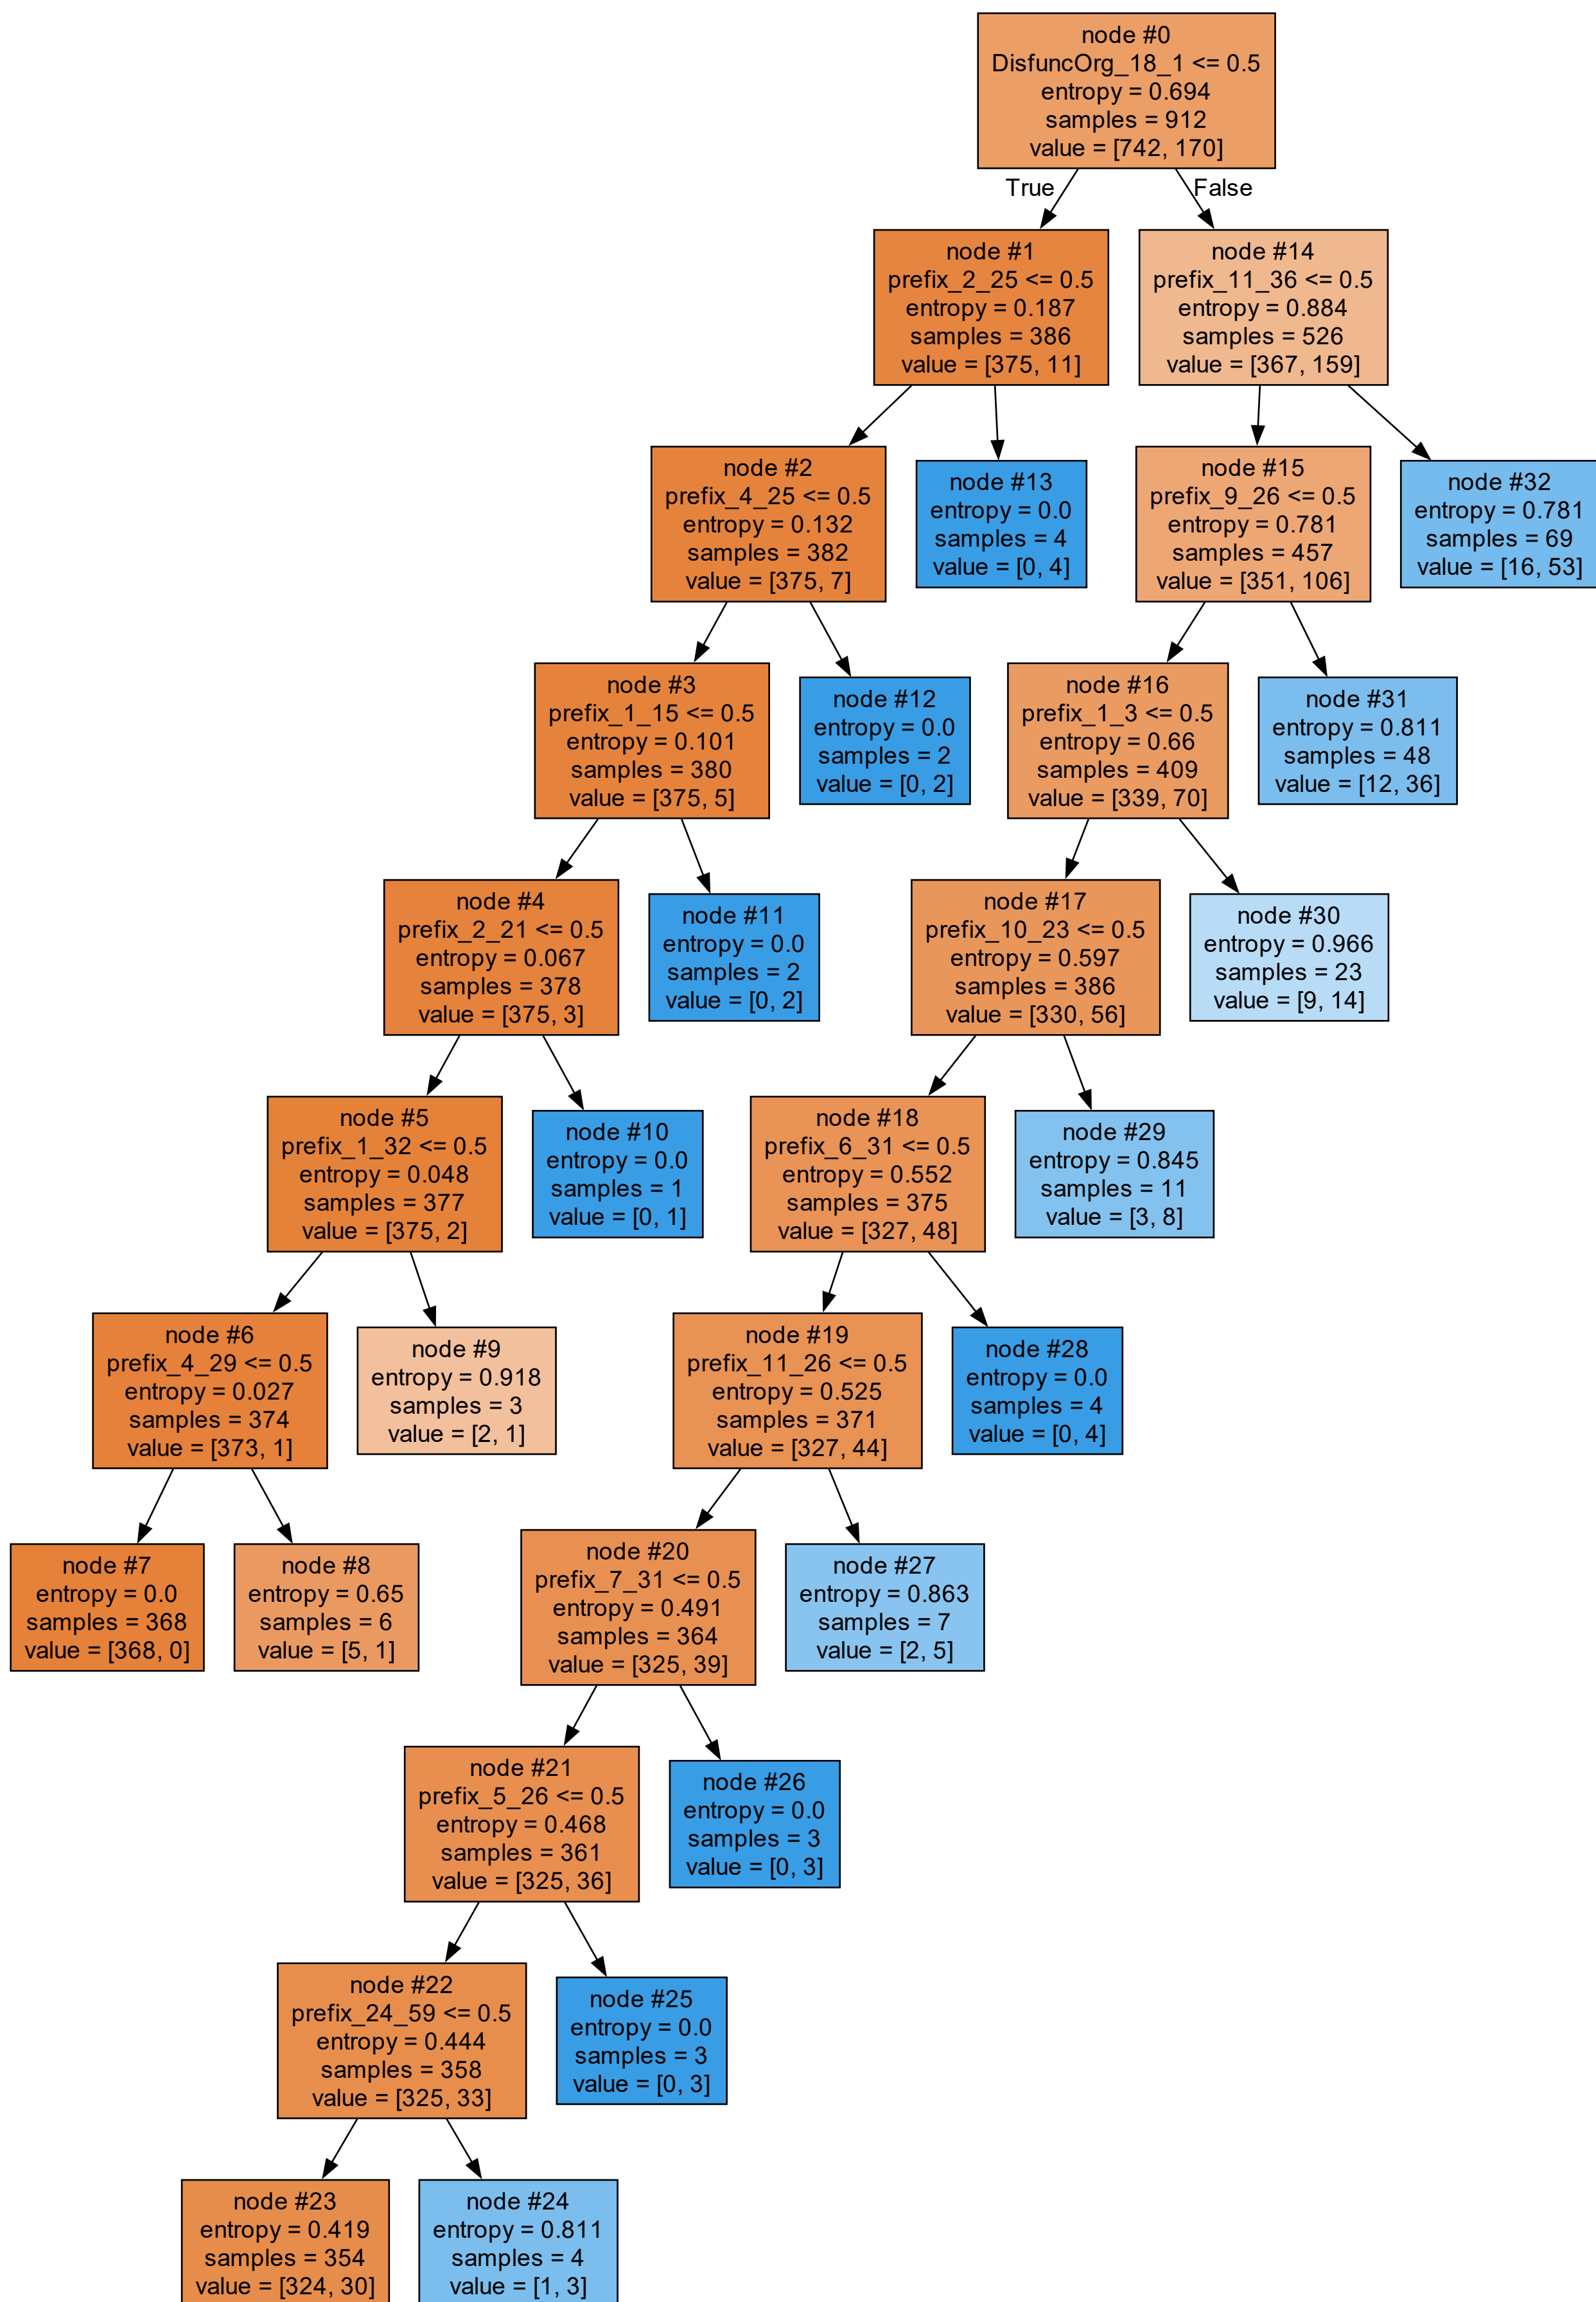 node #0
DisfuncOrg_18_1 <= 0.5
entropy = 0.694
samples = 912
value = [742, 170]
True
False
node #1
prefix_2_25 <= 0.5
entropy = 0.187
samples = 386
value = [375, 11]
node #14
prefix_11_36 <= 0.5
entropy = 0.884
samples = 526
value = [367, 159]
node #2
prefix_4_25 <= 0.5
entropy = 0.132
samples = 382
value = [375, 7]
node #13
entropy = 0.0
samples = 4
value = [0, 4]
node #15
prefix_9_26 <= 0.5
entropy = 0.781
samples = 457
value = [351, 106]
node #32
entropy = 0.781
samples = 69
value = [16, 53]
node #3
prefix_1_15 <= 0.5
entropy = 0.101
samples = 380
value = [375, 5]
node #12
entropy = 0.0
samples = 2
value = [0, 2]
node #16
prefix_1_3 <= 0.5
entropy = 0.66
samples = 409
value = [339, 70]
node #31
entropy = 0.811
samples = 48
value = [12, 36]
node #4
prefix_2_21 <= 0.5
entropy = 0.067
samples = 378
value = [375, 3]
node #11
entropy = 0.0
samples = 2
value = [0, 2]
node #17
prefix_10_23 <= 0.5
entropy = 0.597
samples = 386
value = [330, 56]
node #30
entropy = 0.966
samples = 23
value = [9, 14]
node #5
prefix_1_32 <= 0.5
entropy = 0.048
samples = 377
value = [375, 2]
node #10
entropy = 0.0
samples = 1
value = [0, 1]
node #18
prefix_6_31 <= 0.5
entropy = 0.552
samples = 375
value = [327, 48]
node #29
entropy = 0.845
samples = 11
value = [3, 8]
node #6
prefix_4_29 <= 0.5
entropy = 0.027
samples = 374
value = [373, 1]
node #9
entropy = 0.918
samples = 3
value = [2, 1]
node #19
prefix_11_26 <= 0.5
entropy = 0.525
samples = 371
value = [327, 44]
node #28
entropy = 0.0
samples = 4
value = [0, 4]
node #7
entropy = 0.0
samples = 368
value = [368, 0]
node #8
entropy = 0.65
samples = 6
value = [5, 1]
node #20
prefix_7_31 <= 0.5
entropy = 0.491
samples = 364
value = [325, 39]
node #27
entropy = 0.863
samples = 7
value = [2, 5]
node #21
prefix_5_26 <= 0.5
entropy = 0.468
samples = 361
value = [325, 36]
node #26
entropy = 0.0
samples = 3
value = [0, 3]
node #22
prefix_24_59 <= 0.5
entropy = 0.444
samples = 358
value = [325, 33]
node #25
entropy = 0.0
samples = 3
value = [0, 3]
node #23
entropy = 0.419
samples = 354
value = [324, 30]
node #24
entropy = 0.811
samples = 4
value = [1, 3]